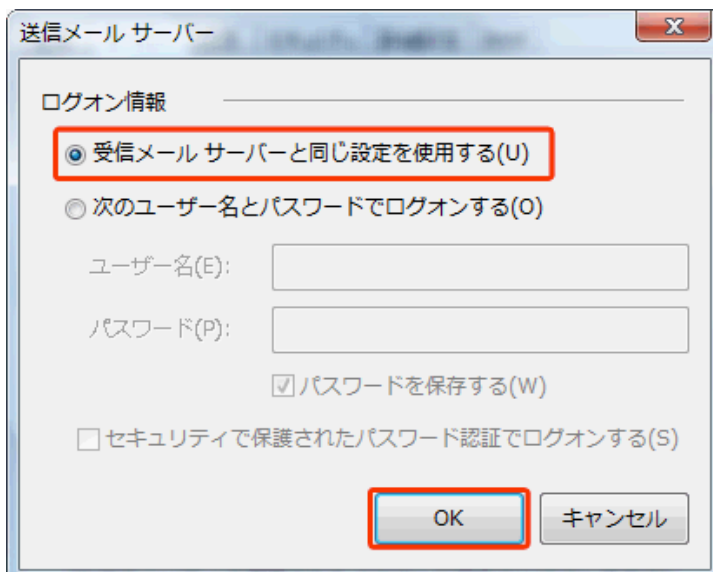 送信メール サーバー
ログオン情報
受信メール サーバーと同じ設定を使用する(U)
次のユーザー名とパスワードでログオンする(O)
ユーザー名(E):
パスワード(P):
パスワードを保存する(W)
セキュリティで保護されたパスワード認証でログオンする(S)
OK キャンセル